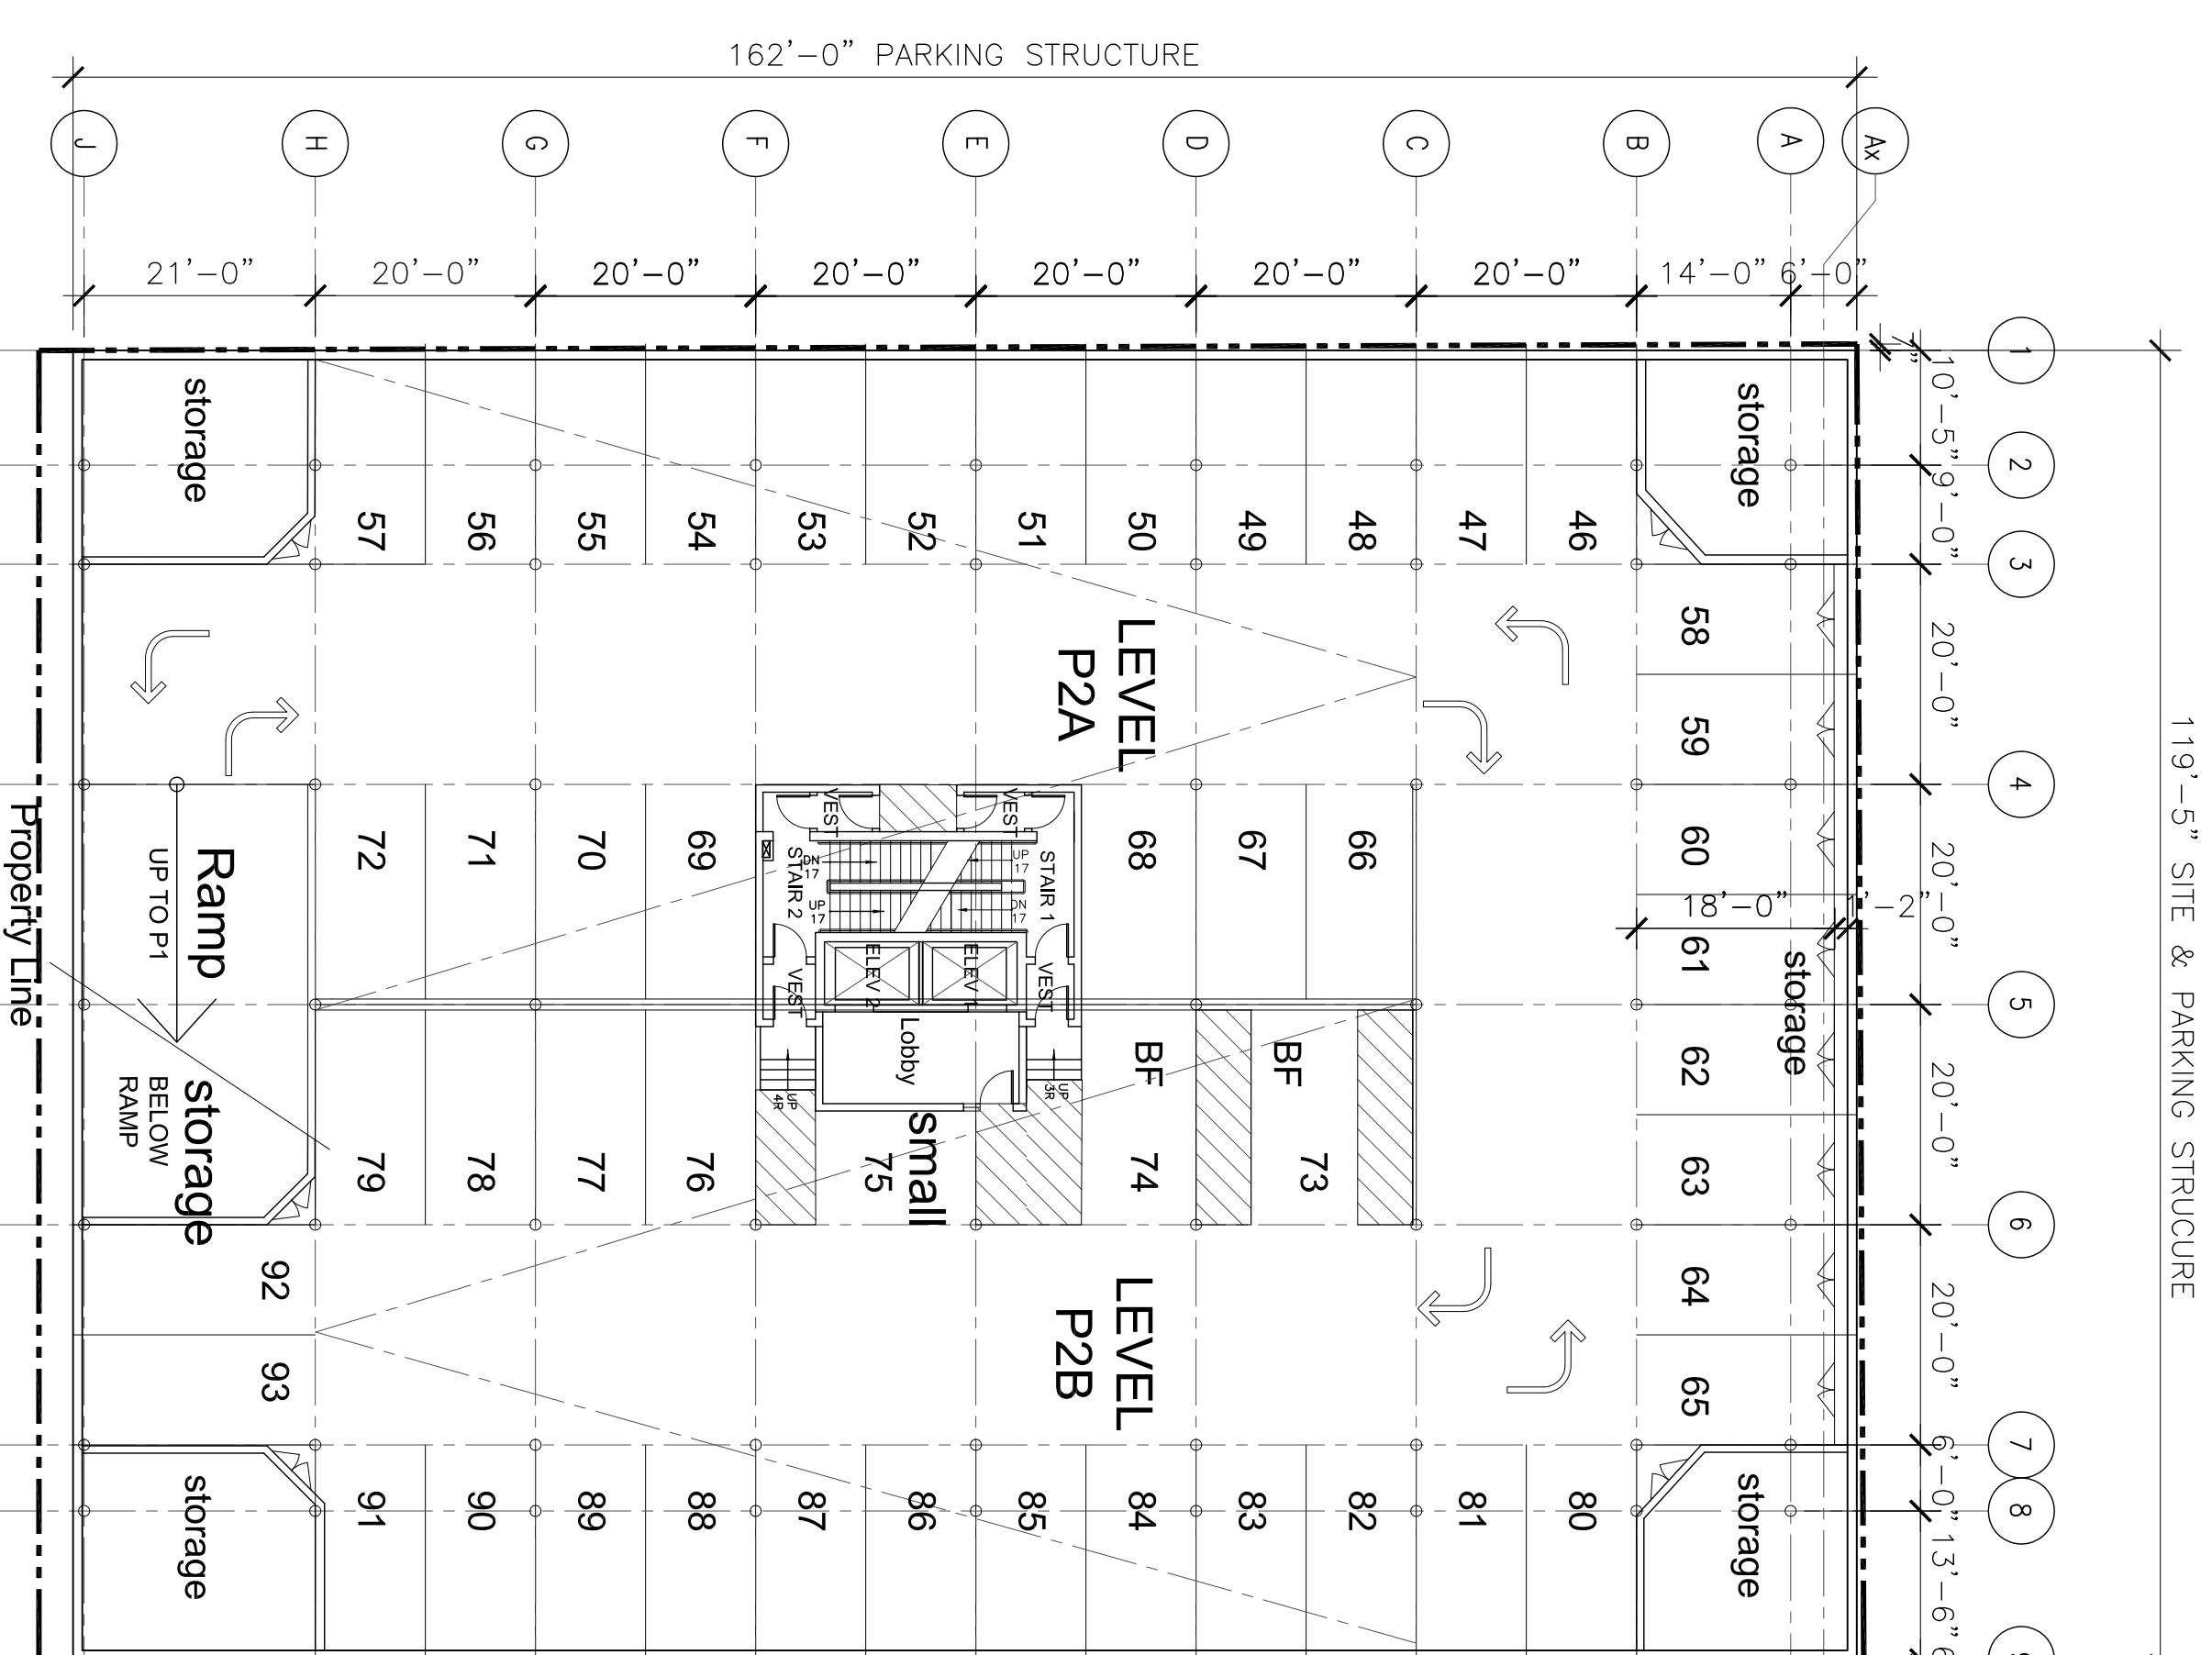 162'-0" PARKING STRUCTURE
J
H
G
F
E
D
C
B
A
Ax
21'-0"
20'-0"
20'-0"
20'-0"
20'-0"
20'-0"
20'-0"
14'-0"
6'-0"
1
2
3
4
5
6
7
8
7"
10'-5"
9'-0"
20'-0"
20'-0"
20'-0"
20'-0"
6'-0"
13'-6"
119'-5" SITE & PARKING STRUCURE
storage
57
56
55
54
53
52
51
50
49
48
47
46
storage
LEVEL
P2A
58
59
60
61
62
63
64
65
18'-0"
1'-2"
storage
Property Line
Ramp
UP TO P1
storage
BELOW
RAMP
72
71
70
69
68
67
66
VEST
VEST
STAIR 2
STAIR 1
DN
17
UP
17
UP
17
DN
17
ELEV 2
ELEV 1
VEST
VEST
Lobby
UP
4R
UP
3R
79
78
77
76
75
small
BF
74
BF
73
92
93
LEVEL
P2B
storage
91
90
89
88
87
86
85
84
83
82
81
80
storage